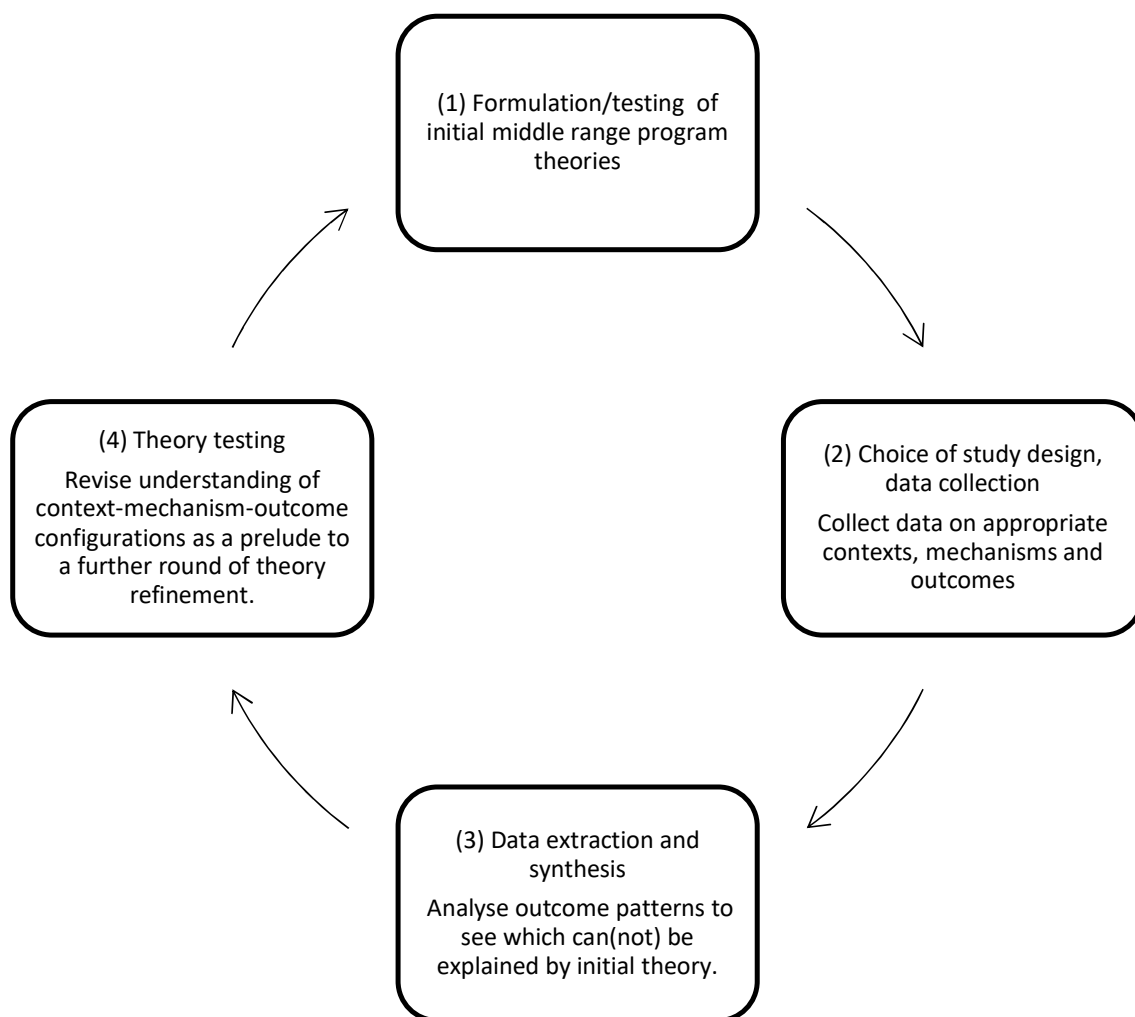 (1) Formulation/testing  of
initial middle range program
theories
(2) Choice of study design,
data collection
Collect data on appropriate
contexts, mechanisms and
outcomes
(3) Data extraction and
synthesis
Analyse outcome patterns to
see which can(not) be
explained by initial theory.
(4) Theory testing
Revise understanding of
context-mechanism-outcome
configurations as a prelude to
a further round of theory
refinement.